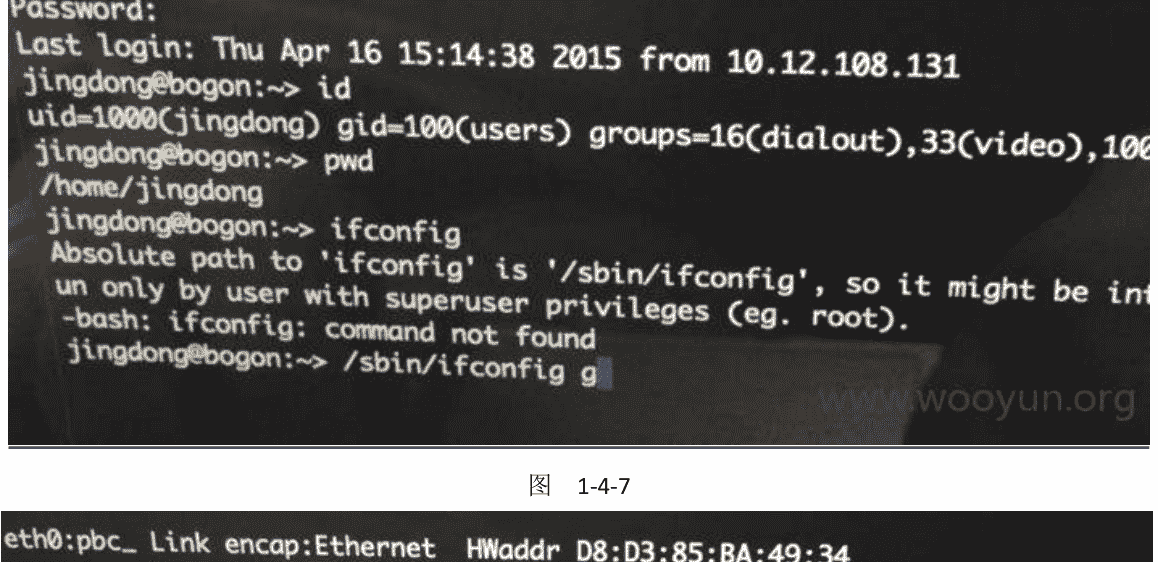 Password:
Last login: Thu Apr 16 15:14:38 2015 from 10.12.108.131
jingdong@bogon:~> id
uid=1000(jingdong) gid=100(users) groups=16(dialout),33(video),100
jingdong@bogon:~> pwd
/home/jingdong
jingdong@bogon:~> ifconfig
Absolute path to 'ifconfig' is '/sbin/ifconfig', so it might be int
un only by user with superuser privileges (eg. root).
-bash: ifconfig: command not found
jingdong@bogon:~> /sbin/ifconfig g
www.wooyun.org
图 1-4-7
eth0:pbc_ Link encap:Ethernet HWaddr D8:D3:85:BA:49:34